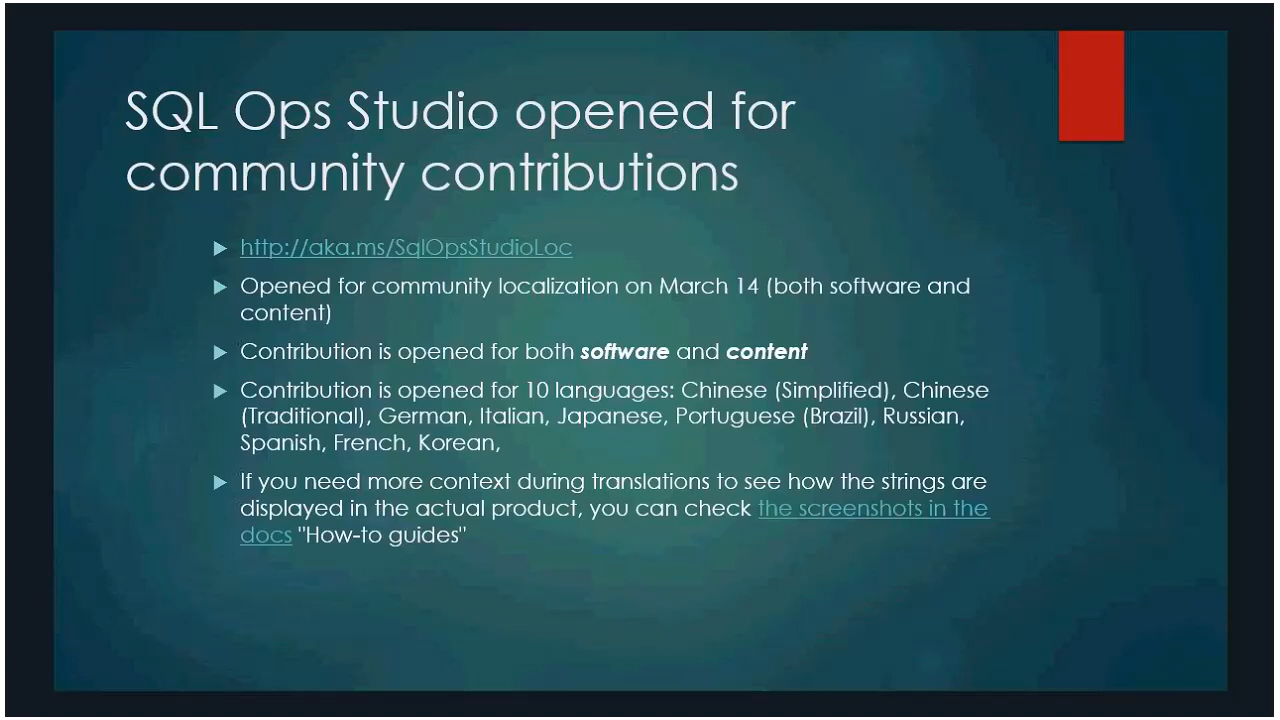 SQL Ops Studio opened for
community contributions
http://aka.ms/SqlOpsStudioLoc
Opened for community localization on March 14 (both software and
content)
Contribution is opened for both software and content
Contribution is opened for 10 languages: Chinese (Simplified), Chinese
(Traditional), German, Italian, Japanese, Portuguese (Brazil), Russian,
Spanish, French, Korean,
If you need more context during translations to see how the strings are
displayed in the actual product, you can check the screenshots in the
docs "How-to guides"